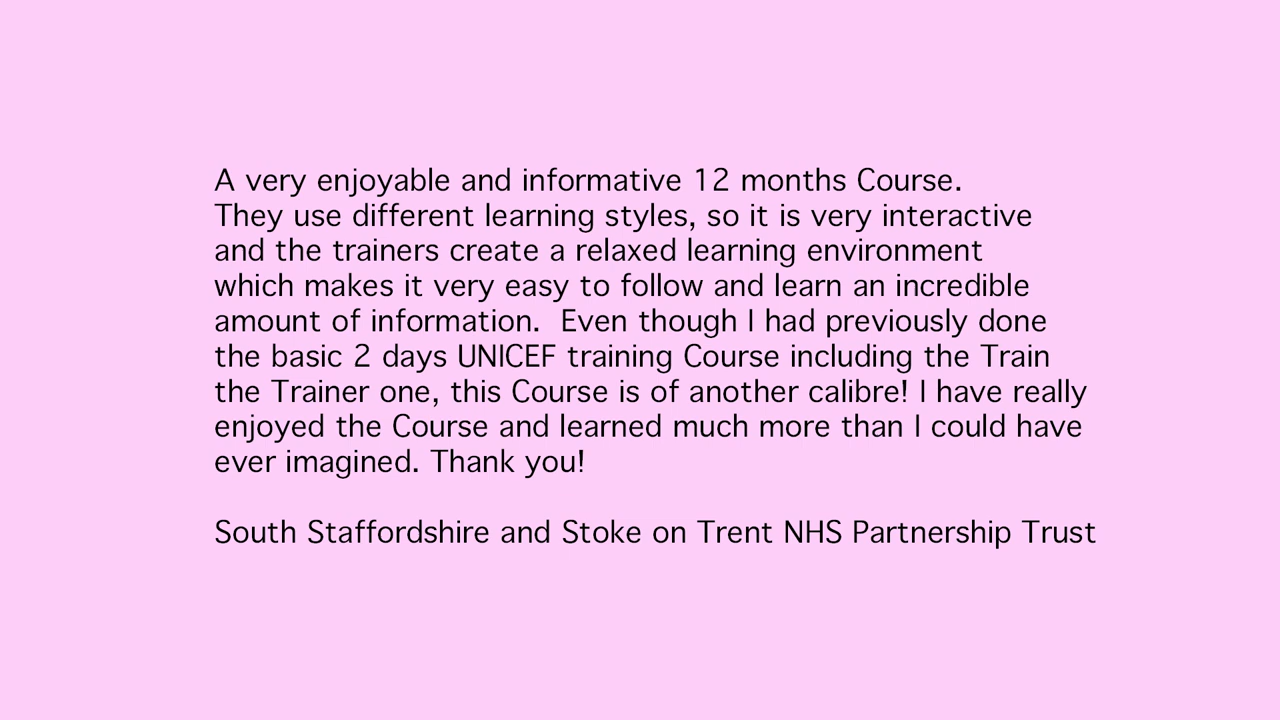 A very enjoyable and informative 12 months Course.
They use different learning styles, so it is very interactive
and the trainers create a relaxed learning environment
which makes it very easy to follow and learn an incredible
amount of information.  Even though I had previously done
the basic 2 days UNICEF training Course including the Train
the Trainer one, this Course is of another calibre! I have really
enjoyed the Course and learned much more than I could have
ever imagined. Thank you!
South Staffordshire and Stoke on Trent NHS Partnership Trust